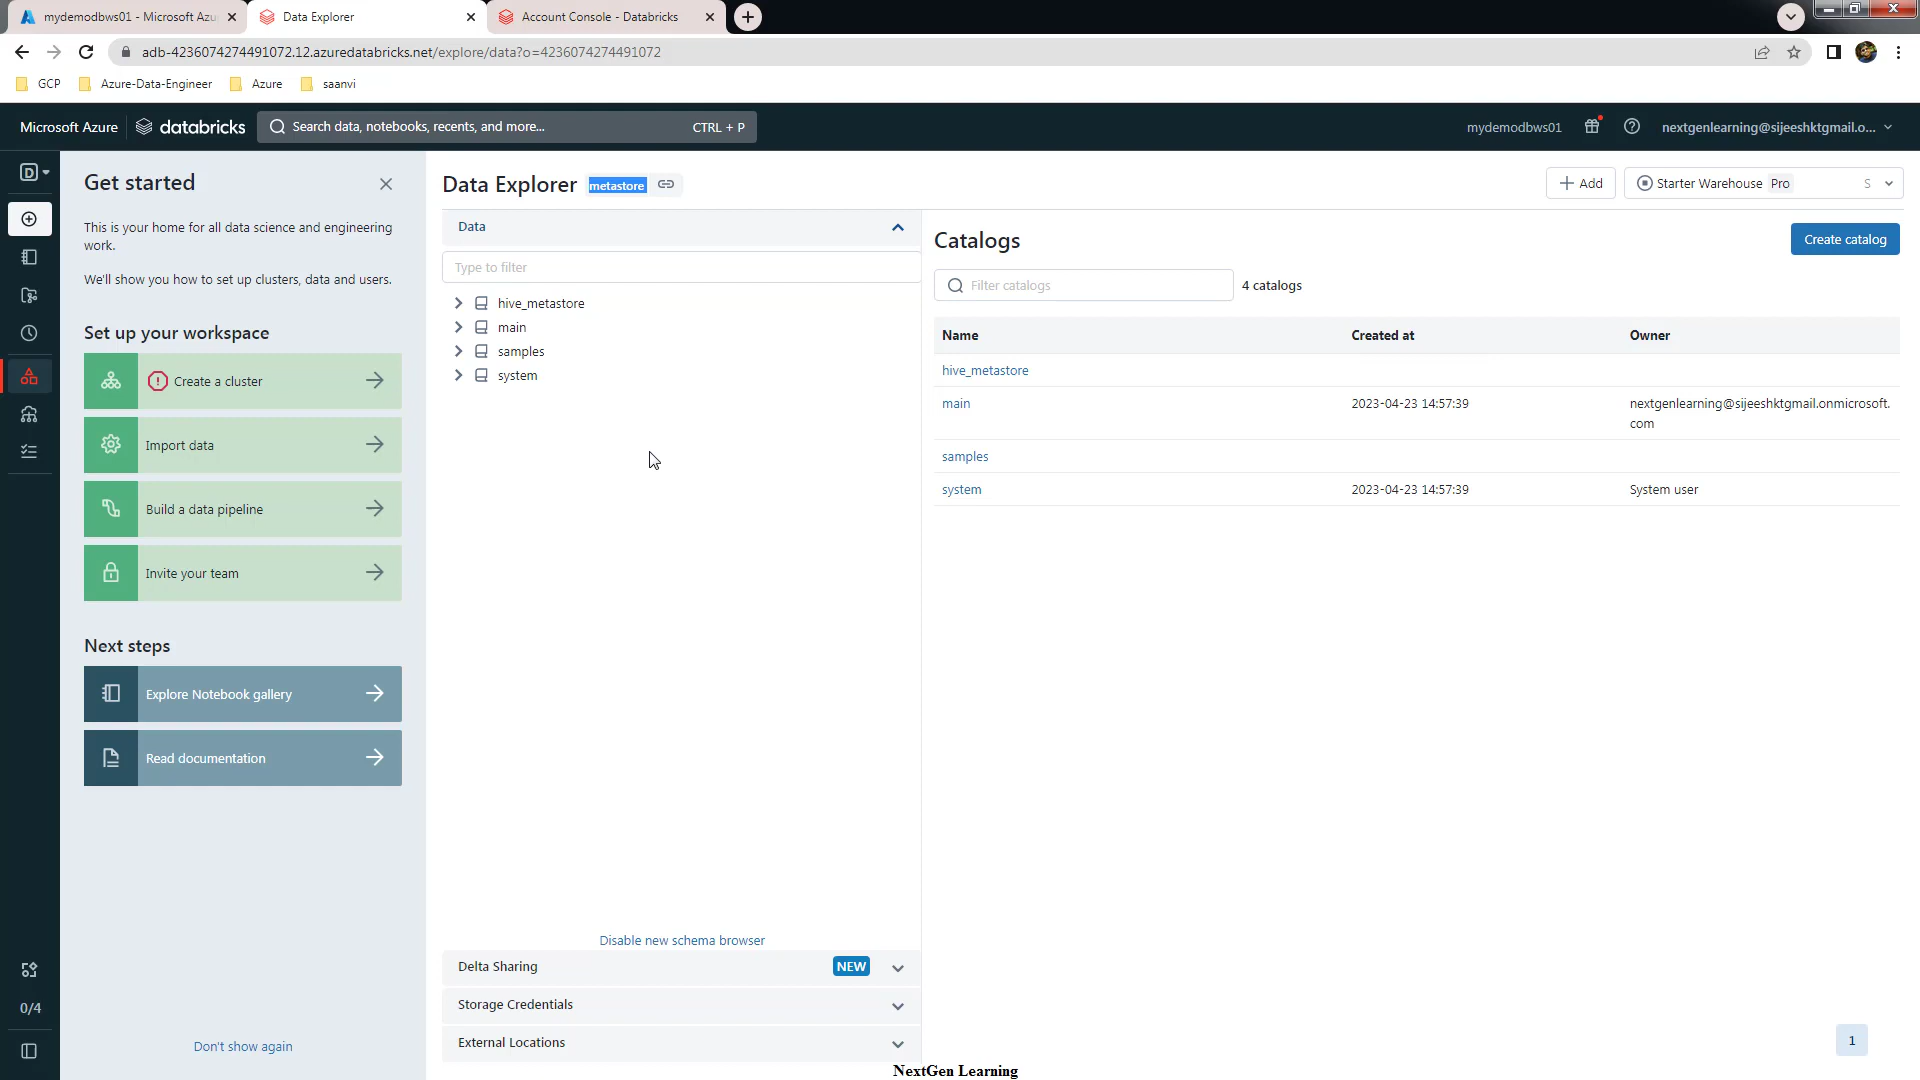 mydemodbws01 - Microsoft Azu
Data Explorer
Account Console - Databricks
adb-4236074274491072.12.azuredatabricks.net/explore/data?o=4236074274491072
GCP
Azure-Data-Engineer
Azure
saanvi
Microsoft Azure
databricks
Search data, notebooks, recents, and more...
CTRL + P
mydemodbws01
nextgenlearning@sijeeshktgmail.o...
D
Get started
This is your home for all data science and engineering
work.
We'll show you how to set up clusters, data and users.
Set up your workspace
Create a cluster
Import data
Build a data pipeline
Invite your team
Next steps
Explore Notebook gallery
Read documentation
0/4
Don't show again
Data Explorer
metastore
Add
Starter Warehouse
Pro
S
Data
Type to filter
hive_metastore
main
samples
system
Disable new schema browser
Delta Sharing
NEW
Storage Credentials
External Locations
Catalogs
Create catalog
Filter catalogs
4 catalogs
Name
Created at
Owner
hive_metastore
main
2023-04-23 14:57:39
nextgenlearning@sijeeshktgmail.onmicrosoft.
com
samples
system
2023-04-23 14:57:39
System user
1
NextGen Learning